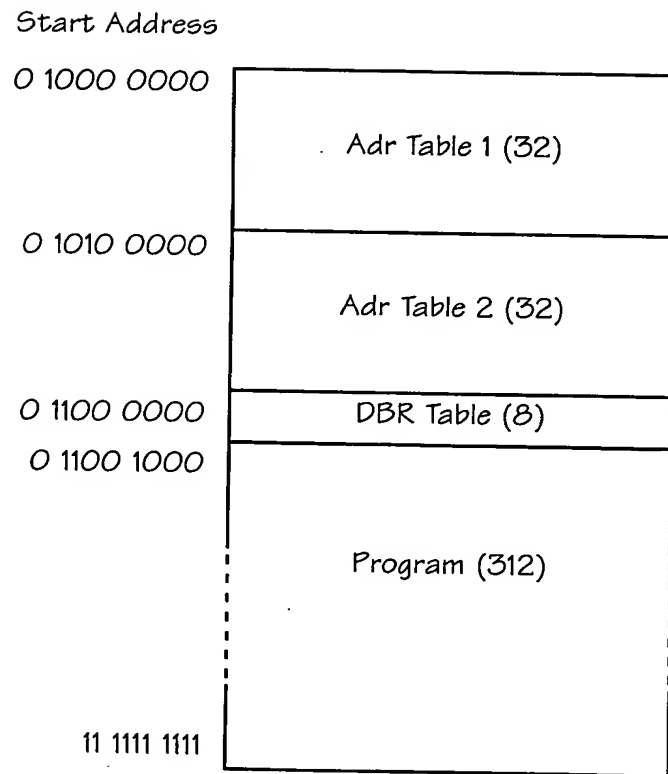 Start Address
0 1000 0000
Adr Table 1 (32)
0 1010 0000
Adr Table 2 (32)
0 1100 0000
DBR Table (8)
0 1100 1000
Program (312)
11 1111 1111